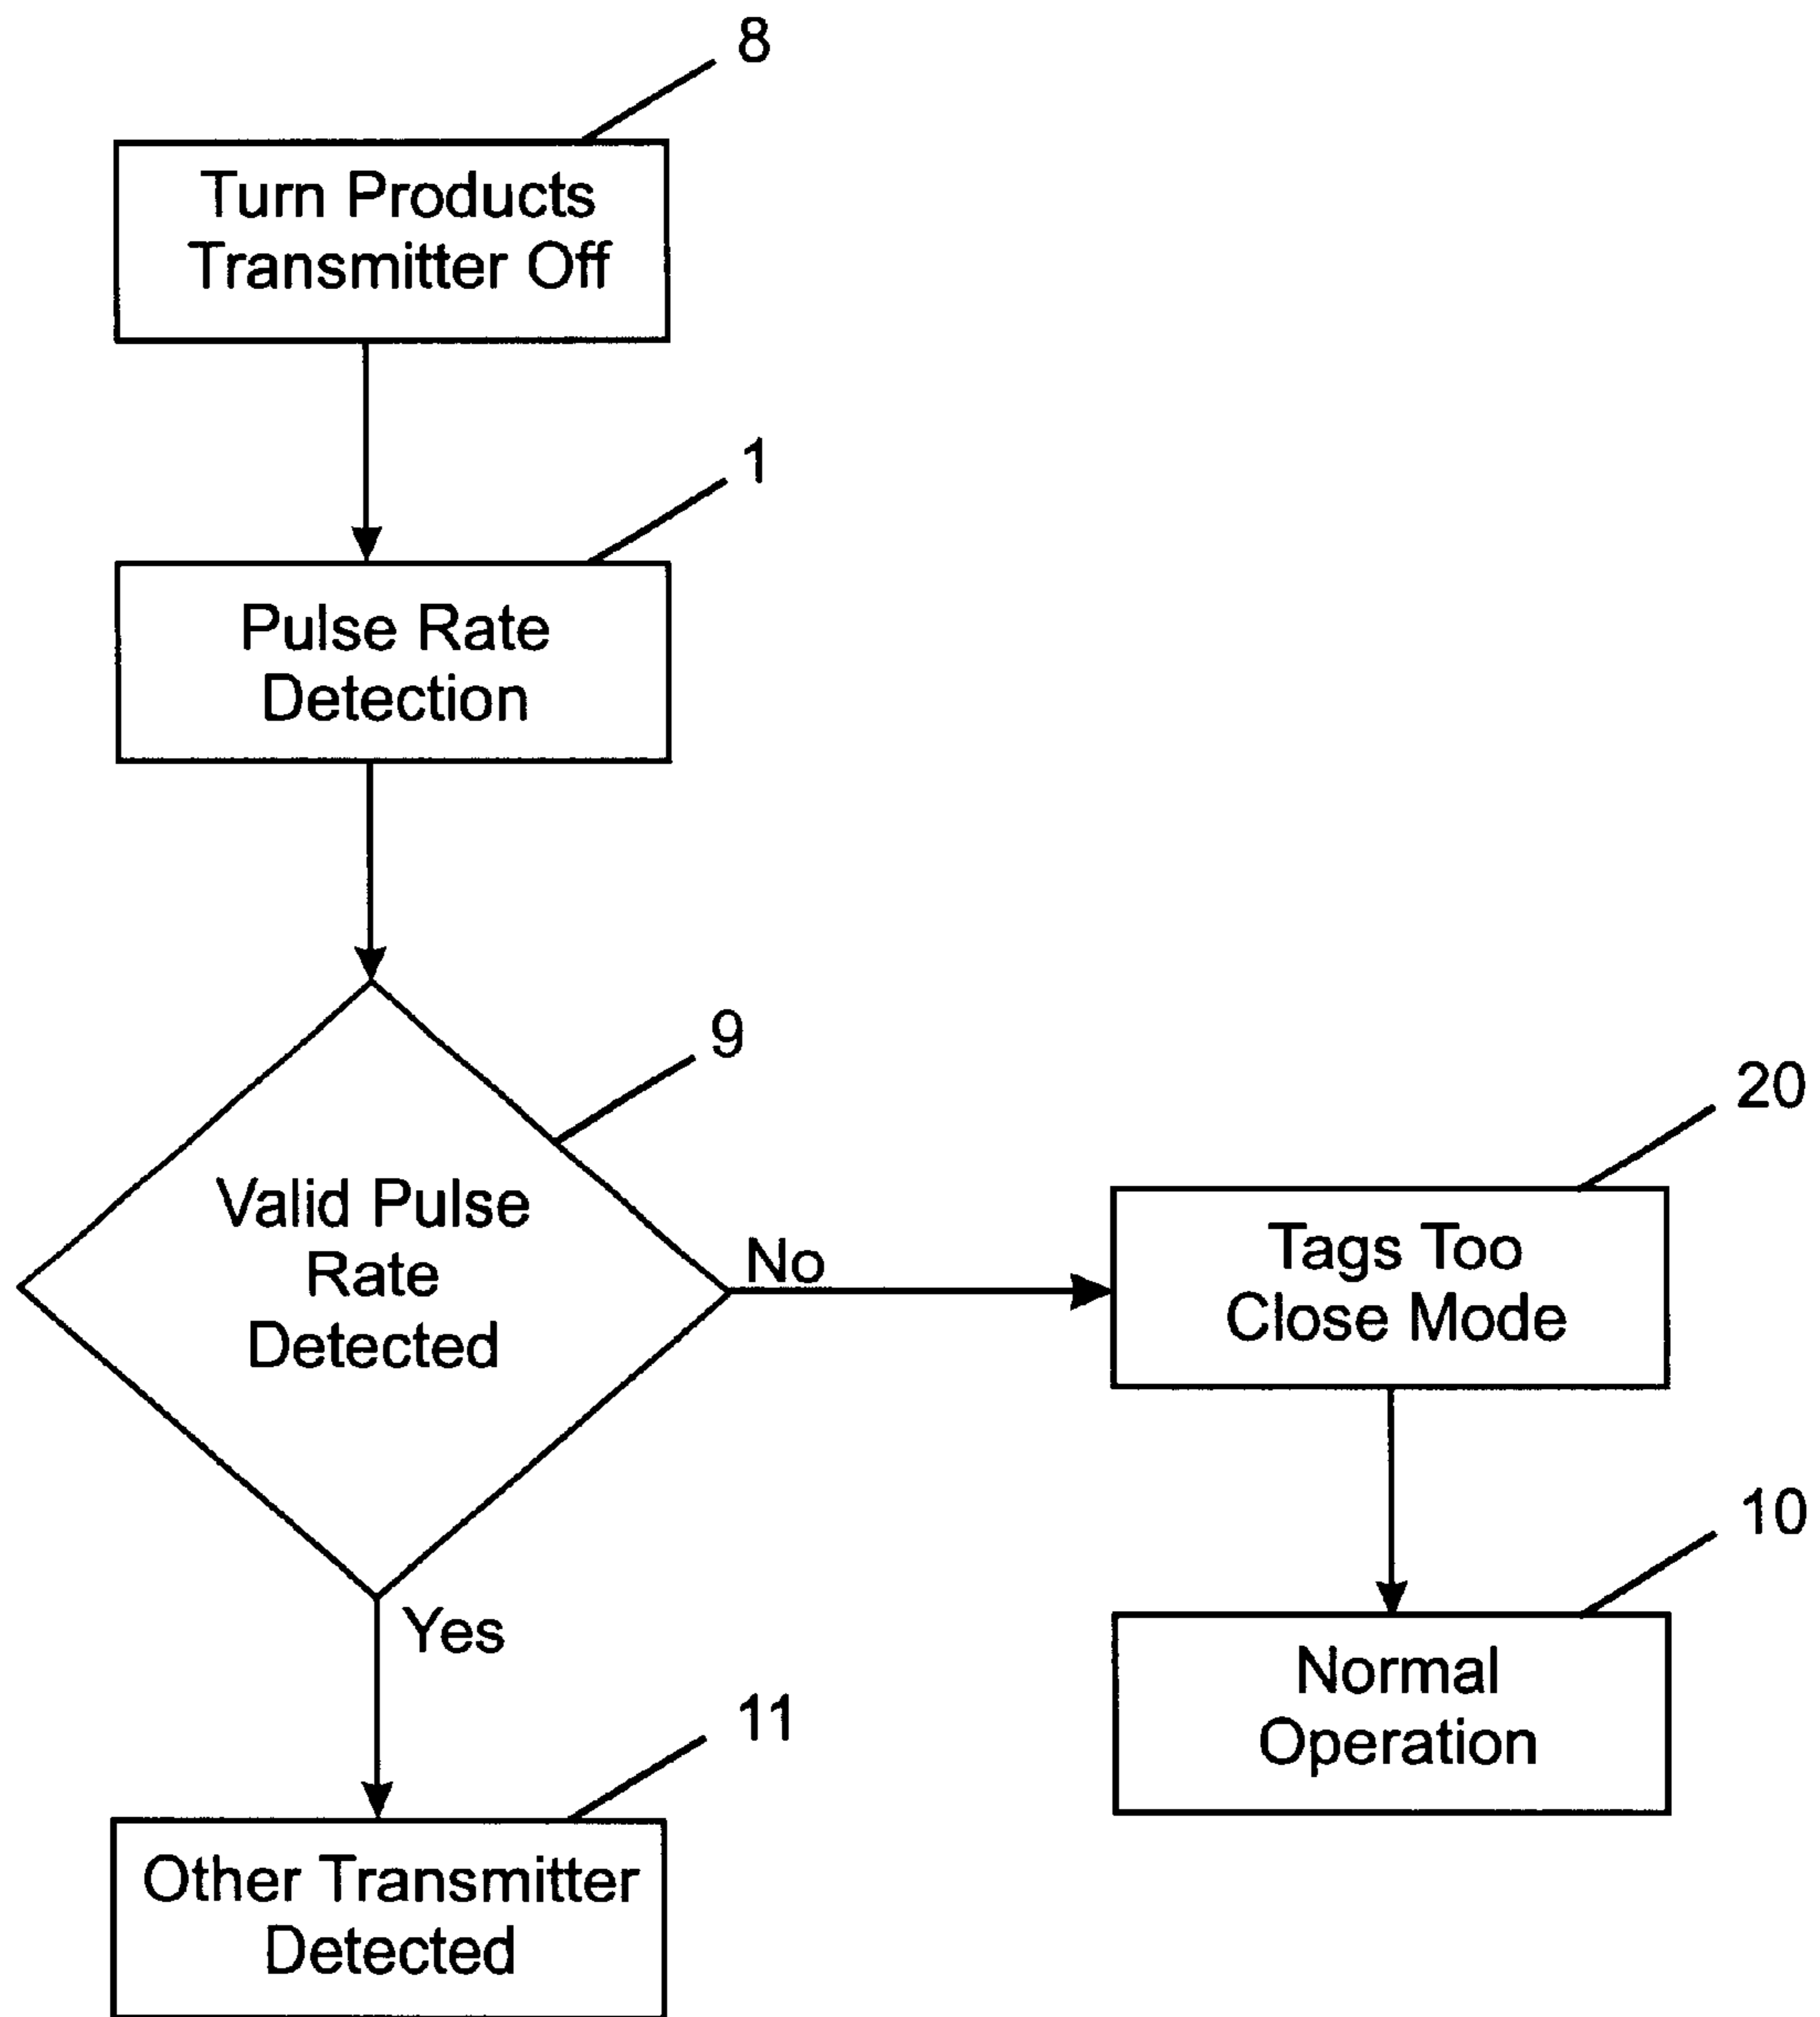 8
Turn Products
Transmitter Off
1
Pulse Rate
Detection
9
Valid Pulse
Rate
Detected
No
20
Tags Too
Close Mode
10
Normal
Operation
Yes
11
Other Transmitter
Detected